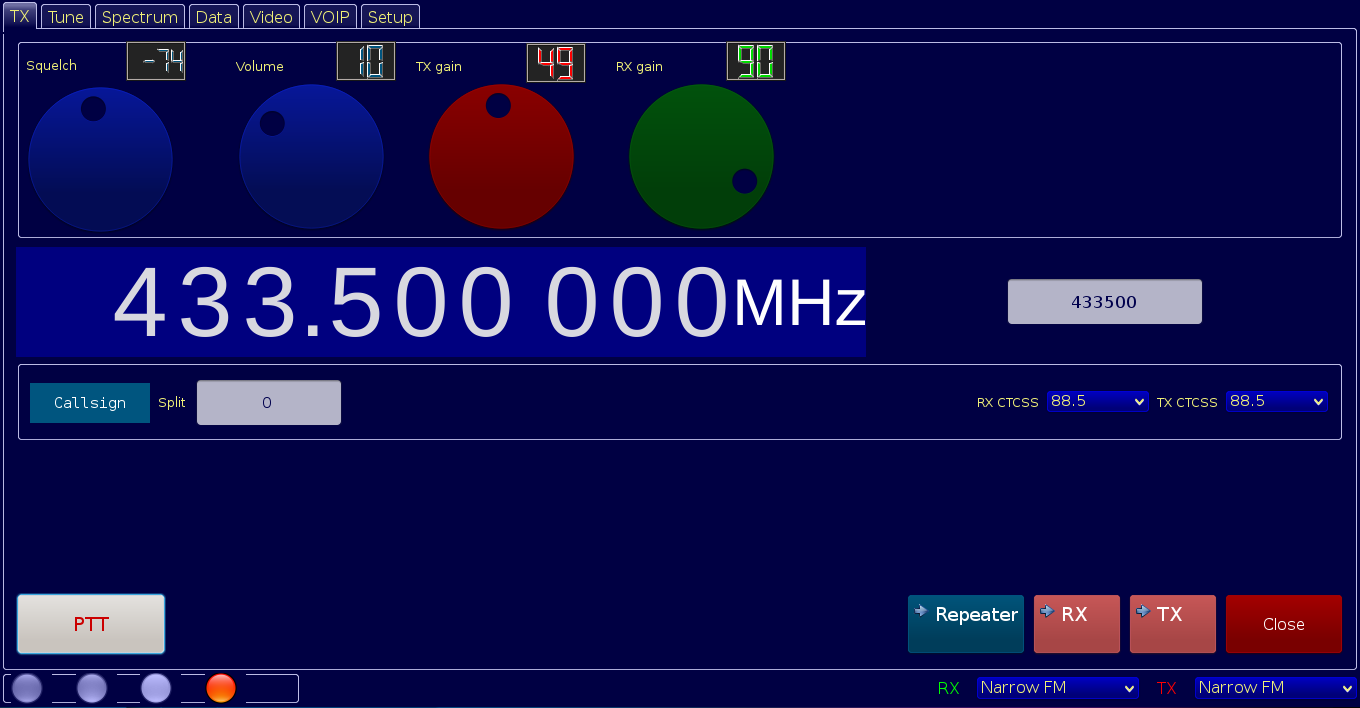 TX Tune Spectrum Data Video VOIP Setup
Squelch -74 Volume 10 TX gain 49 RX gain 90
433.500 000MHz 433500
Callsign Split 0 RX CTCSS 88.5 TX CTCSS 88.5
PTT Repeater RX TX Close
RX Narrow FM TX Narrow FM